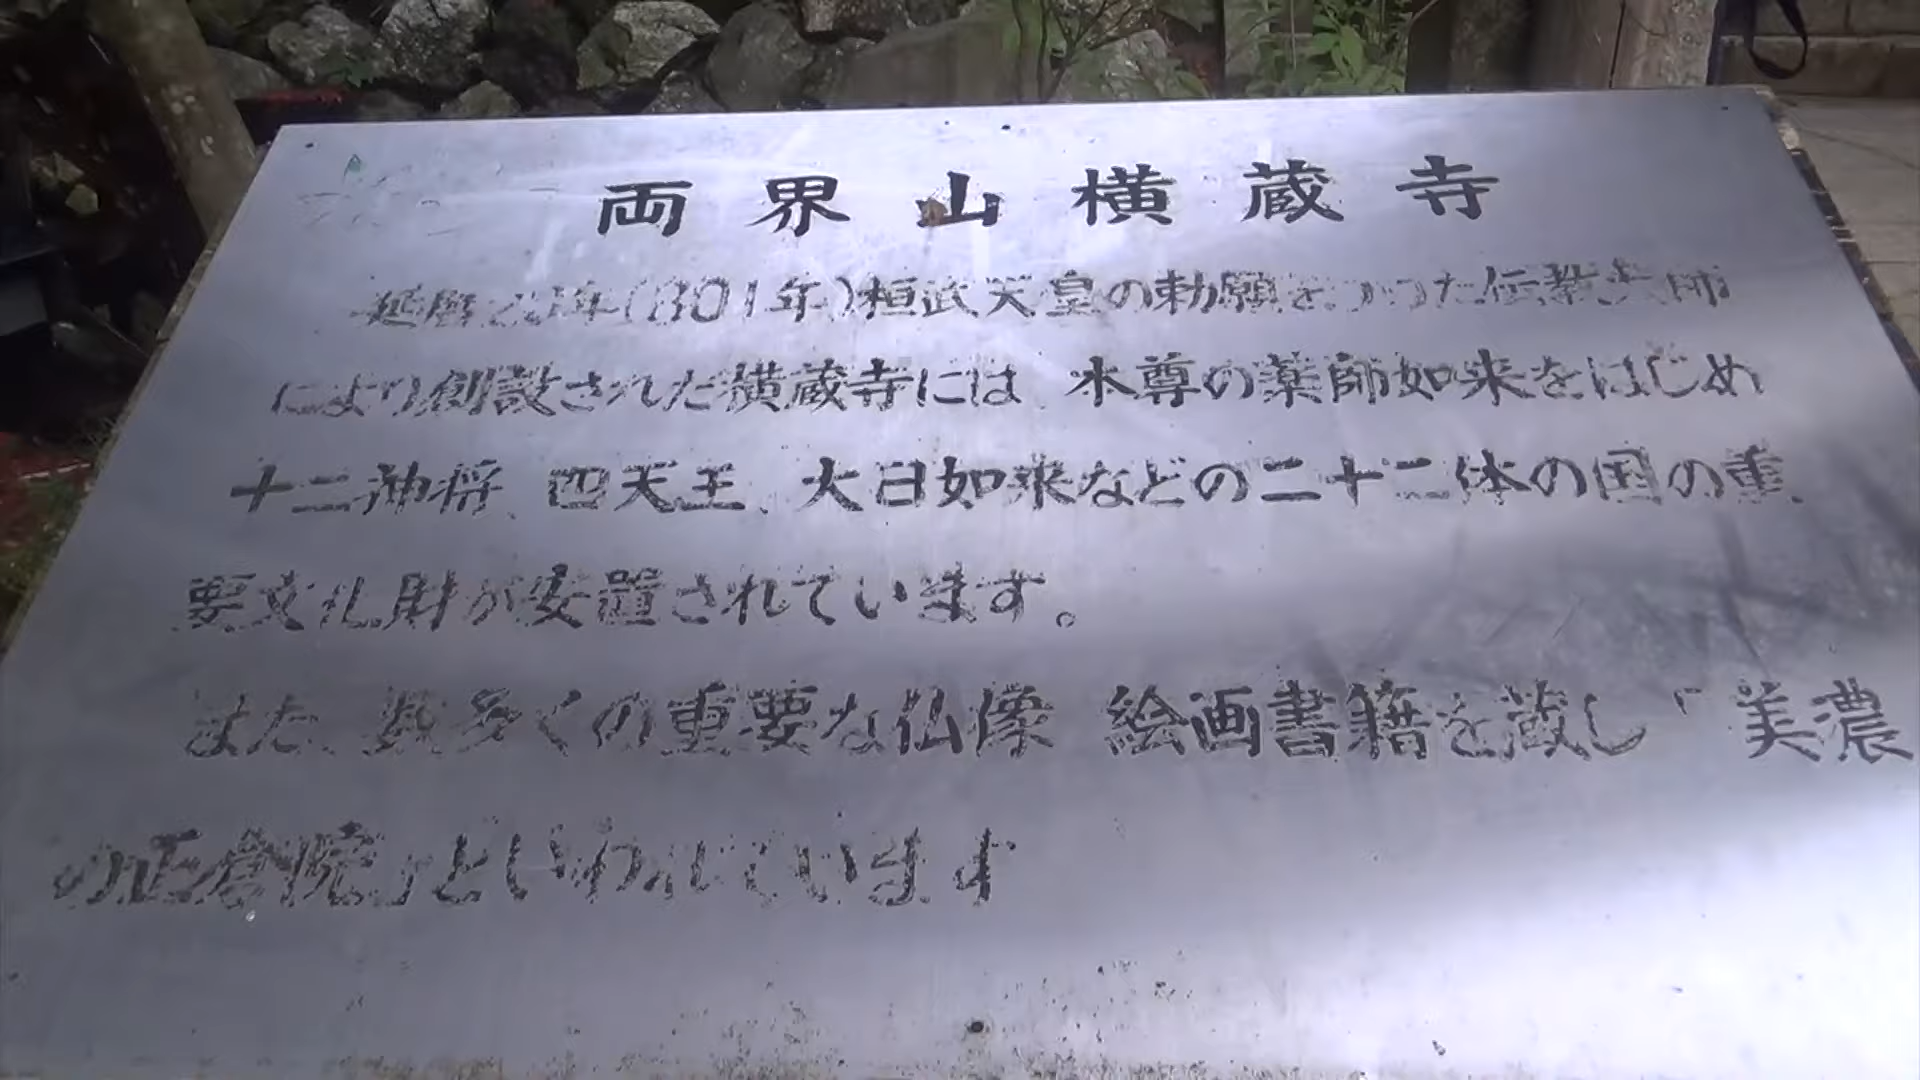 両界山横蔵寺
延暦20年(801年)桓武天皇の勅願をうけた伝教大師
により創設された横蔵寺には、本尊の薬師如来をはじめ
十二神将、四天王、大日如来などの二十二体の国の重
要文化財が安置されています。
また、数多くの重要な仏像 絵画書籍を蔵し「美濃
の正倉院」といわれています